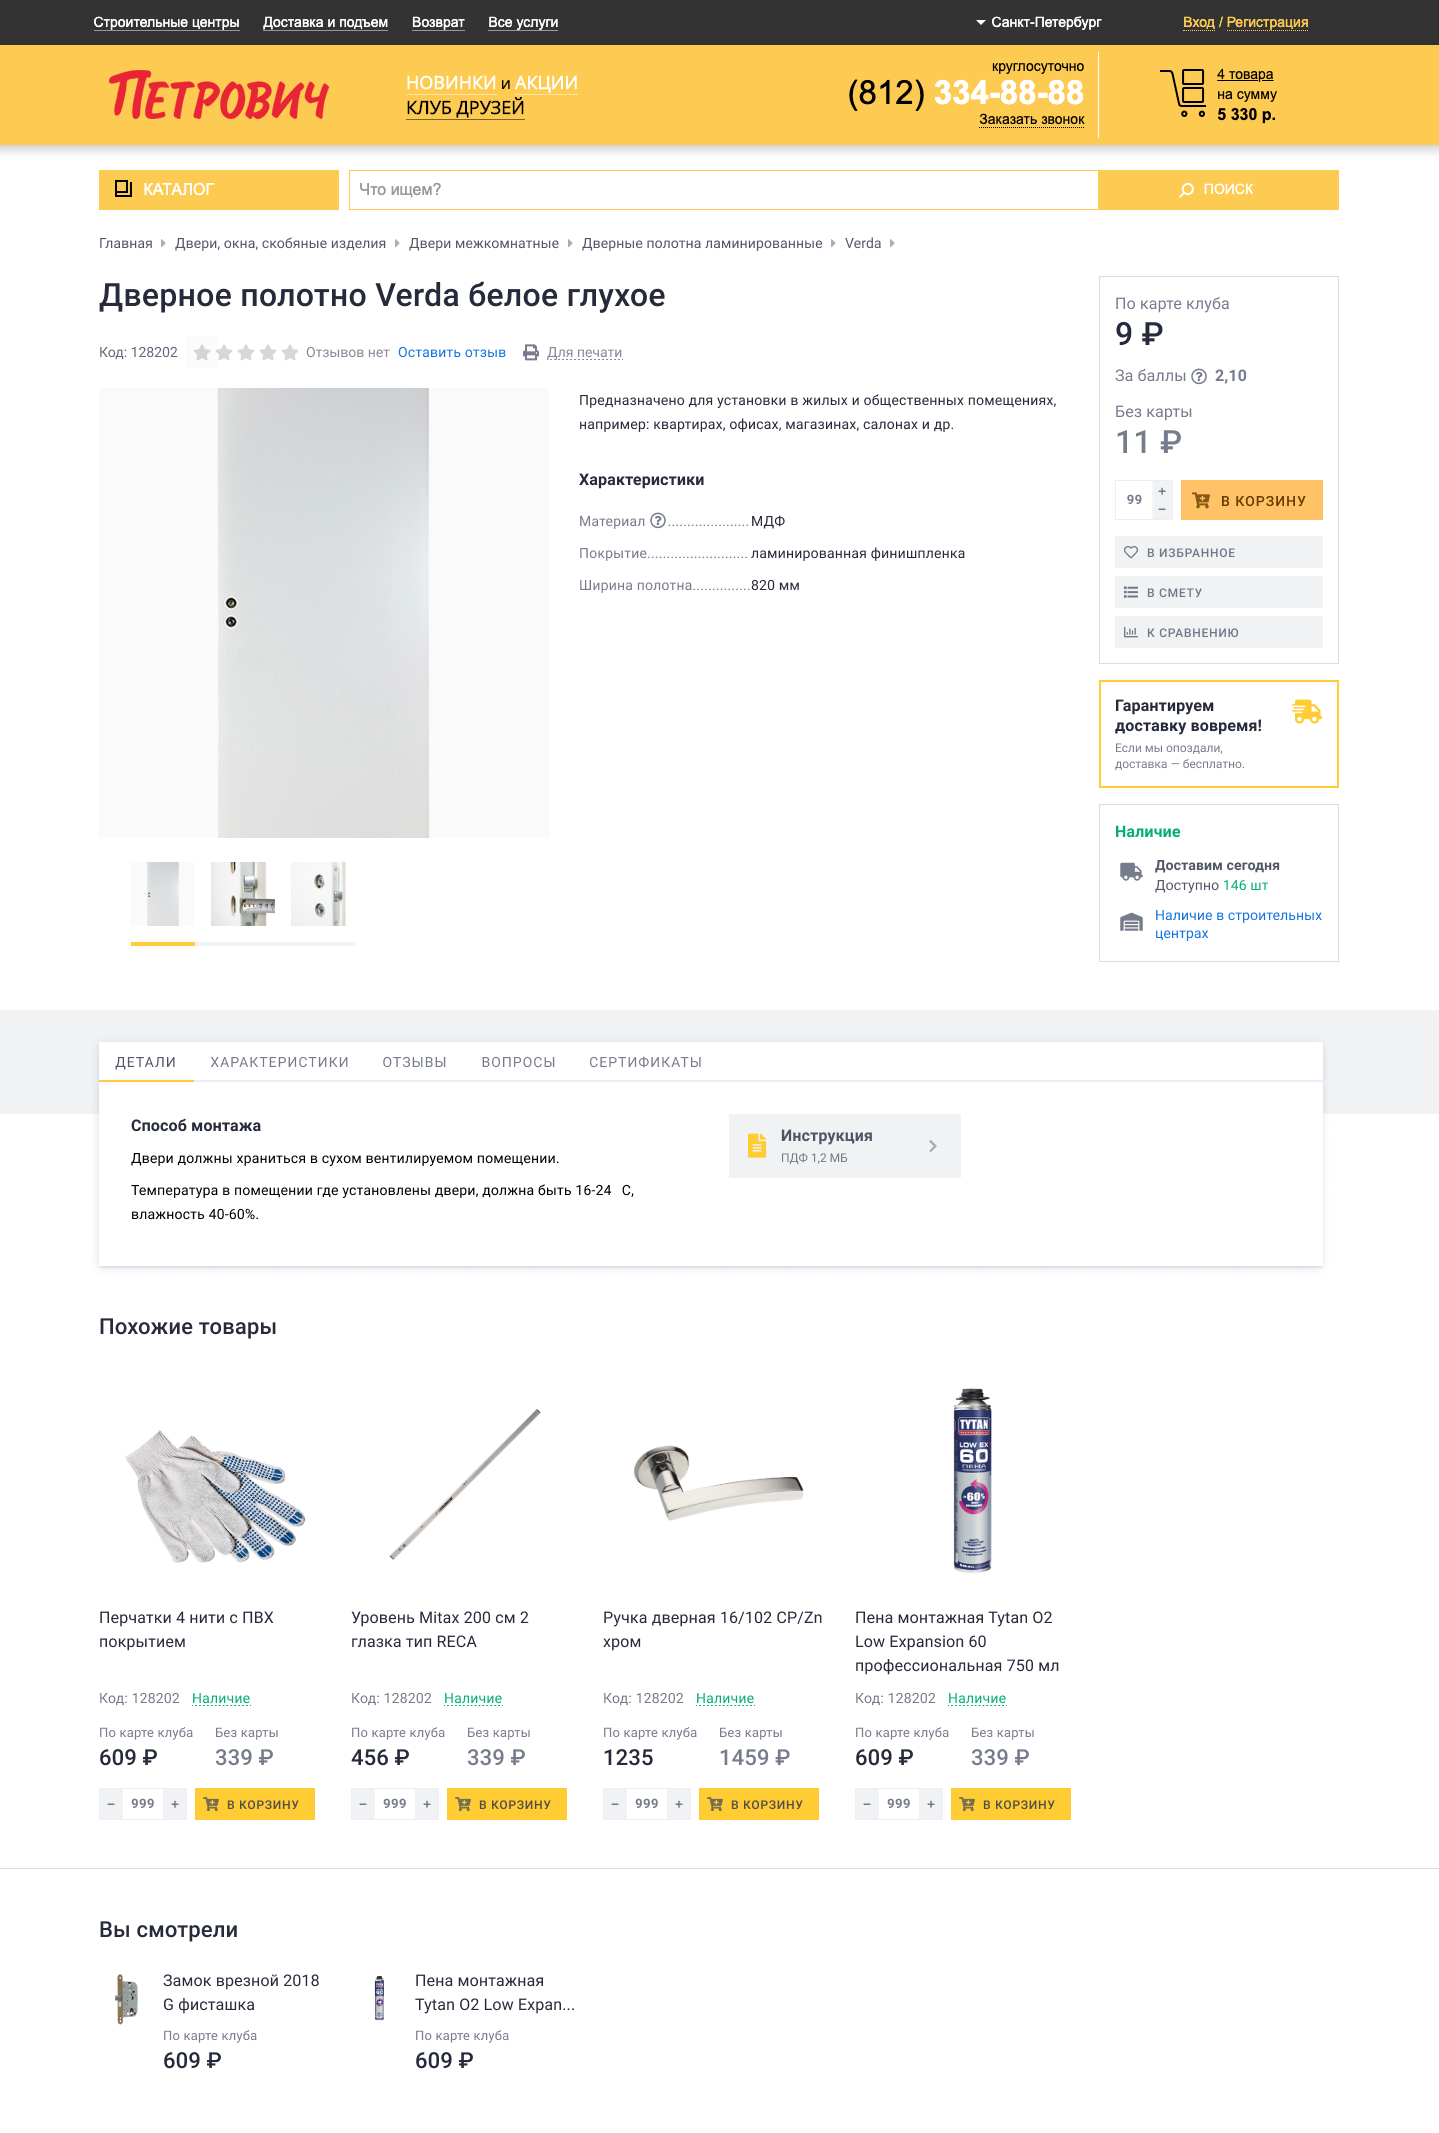 Строительные центры Доставка и подъем Возврат Все услуги Санкт-Петербург Вход / Регистрация
ПЕТРОВИЧ
НОВИНКИ и АКЦИИ
КЛУБ ДРУЗЕЙ
круглосуточно
(812) 334-88-88
Заказать звонок
4 товара
на сумму
5 330 р.
КАТАЛОГ Что ищем? ПОИСК
Главная Двери, окна, скобяные изделия Двери межкомнатные Дверные полотна ламинированные Verda
Дверное полотно Verda белое глухое
Код: 128202 Отзывов нет Оставить отзыв Для печати
Предназначено для установки в жилых и общественных помещениях,
например: квартирах, офисах, магазинах, салонах и др.
Характеристики
Материал ..................... МДФ
Покрытие.......................... ламинированная финишпленка
Ширина полотна............... 820 мм
По карте клуба
9 ₽
За баллы 2,10
Без карты
11 ₽
99 + − В КОРЗИНУ
В ИЗБРАННОЕ
В СМЕТУ
К СРАВНЕНИЮ
Гарантируем
доставку вовремя!
Если мы опоздали,
доставка — бесплатно.
Наличие
Доставим сегодня
Доступно 146 шт
Наличие в строительных
центрах
ДЕТАЛИ ХАРАКТЕРИСТИКИ ОТЗЫВЫ ВОПРОСЫ СЕРТИФИКАТЫ
Способ монтажа
Двери должны храниться в сухом вентилируемом помещении.
Температура в помещении где установлены двери, должна быть 16-24 С,
влажность 40-60%.
Инструкция
ПДФ 1,2 МБ
Похожие товары
TYTAN
LOW EX
60
ПЕНА
-60%
Перчатки 4 нити с ПВХ
покрытием
Код: 128202 Наличие
По карте клуба Без карты
609 ₽ 339 ₽
− 999 + В КОРЗИНУ
Уровень Mitax 200 см 2
глазка тип RECA
Код: 128202 Наличие
По карте клуба Без карты
456 ₽ 339 ₽
− 999 + В КОРЗИНУ
Ручка дверная 16/102 CP/Zn
хром
Код: 128202 Наличие
По карте клуба Без карты
1235 1459 ₽
− 999 + В КОРЗИНУ
Пена монтажная Tytan O2
Low Expansion 60
профессиональная 750 мл
Код: 128202 Наличие
По карте клуба Без карты
609 ₽ 339 ₽
− 999 + В КОРЗИНУ
Вы смотрели
Замок врезной 2018
G фисташка
По карте клуба
609 ₽
Пена монтажная
Tytan O2 Low Expan...
По карте клуба
609 ₽